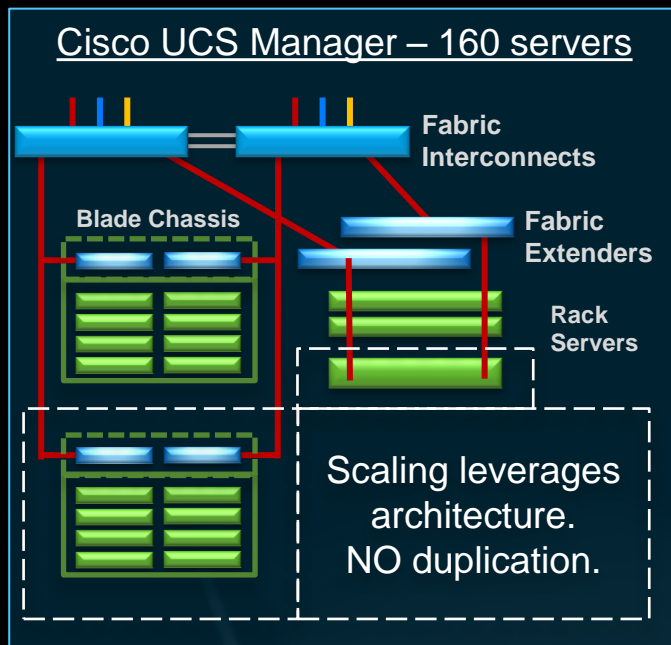 Cisco UCS Manager – 160 servers
Fabric
Interconnects
Blade Chassis
Fabric
Extenders
Rack
Servers
Scaling leverages
architecture.
NO duplication.